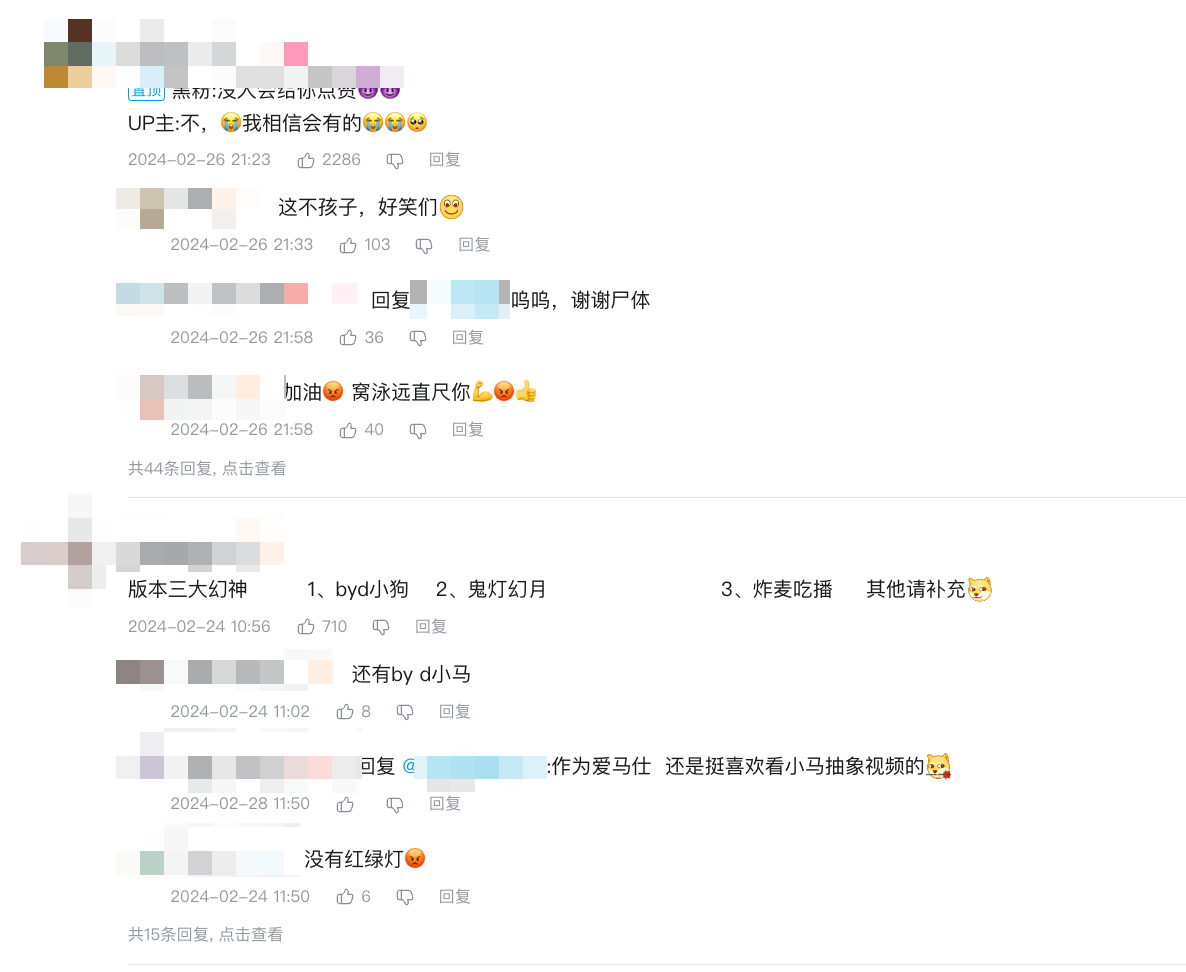 置顶 黑粉:没人会给你点赞😈😈
UP主:不，😭我相信会有的😭😭🥺
2024-02-26 21:23 2286 回复
这不孩子，好笑们
2024-02-26 21:33 103 回复
回复 呜呜，谢谢尸体
2024-02-26 21:58 36 回复
加油😡 窝泳远直尺你💪😡👍
2024-02-26 21:58 40 回复
共44条回复, 点击查看
版本三大幻神 1、byd小狗 2、鬼灯幻月 3、炸麦吃播 其他请补充
2024-02-24 10:56 710 回复
还有by d小马
2024-02-24 11:02 8 回复
回复 @ :作为爱马仕 还是挺喜欢看小马抽象视频的
2024-02-28 11:50 回复
没有红绿灯😡
2024-02-24 11:50 6 回复
共15条回复, 点击查看